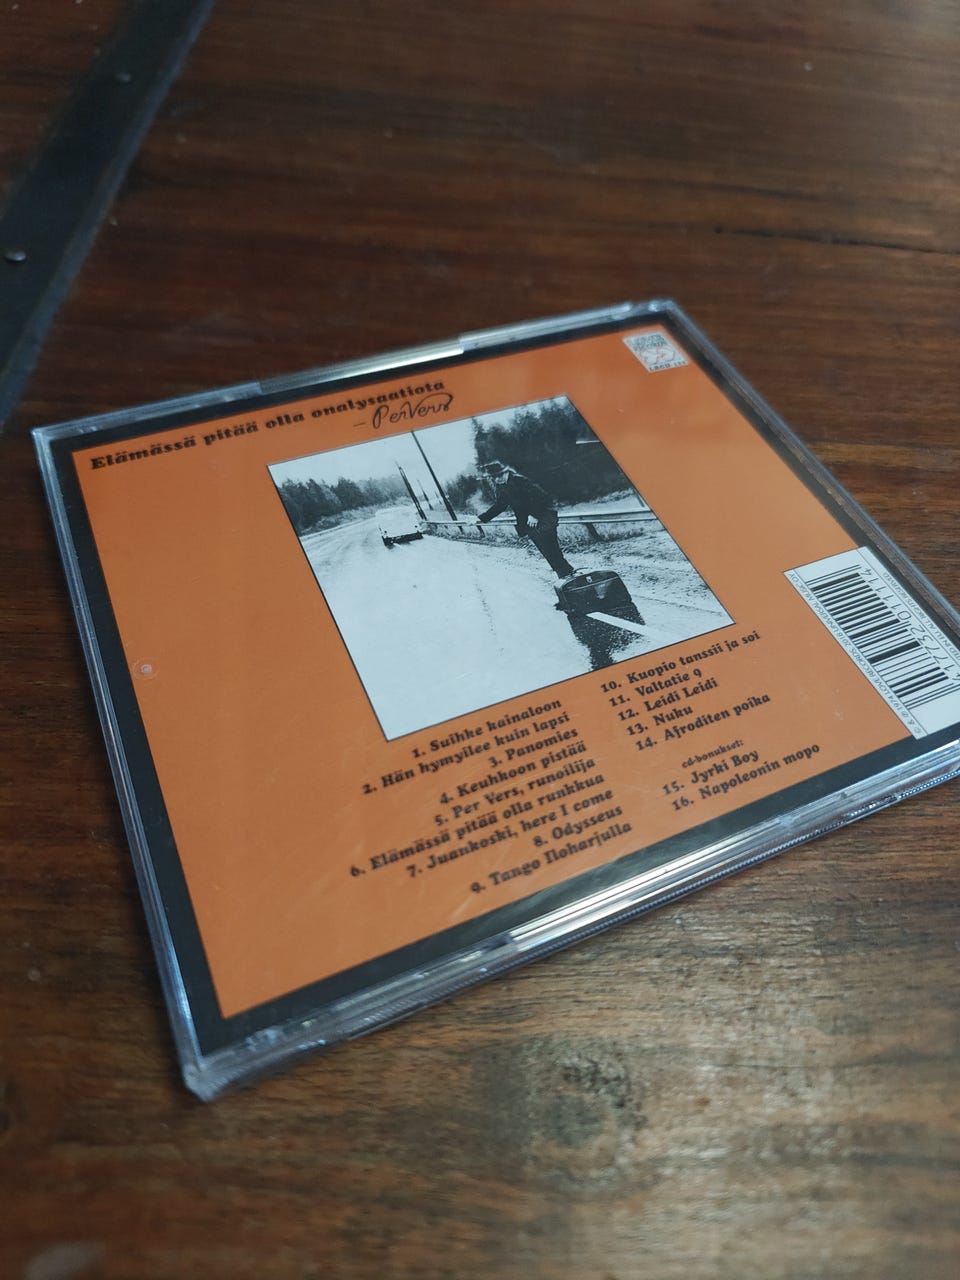 Elämässä pitää olla onalysaatiota
– PerVers
LRCD 111
1. Suihke kainaloon
2. Hän hymyilee kuin lapsi
3. Panomies
4. Keuhkoon pistää
5. Per Vers, runoilija
6. Elämässä pitää olla runkkua
7. Juankoski, here I come
8. Odysseus
9. Tango Iloharjulla
10. Kuopio tanssii ja soi
11. Valtatie 9
12. Leidi Leidi
13. Nuku
14. Afroditen poika
cd-bonukset:
15. Jyrki Boy
16. Napoleonin mopo